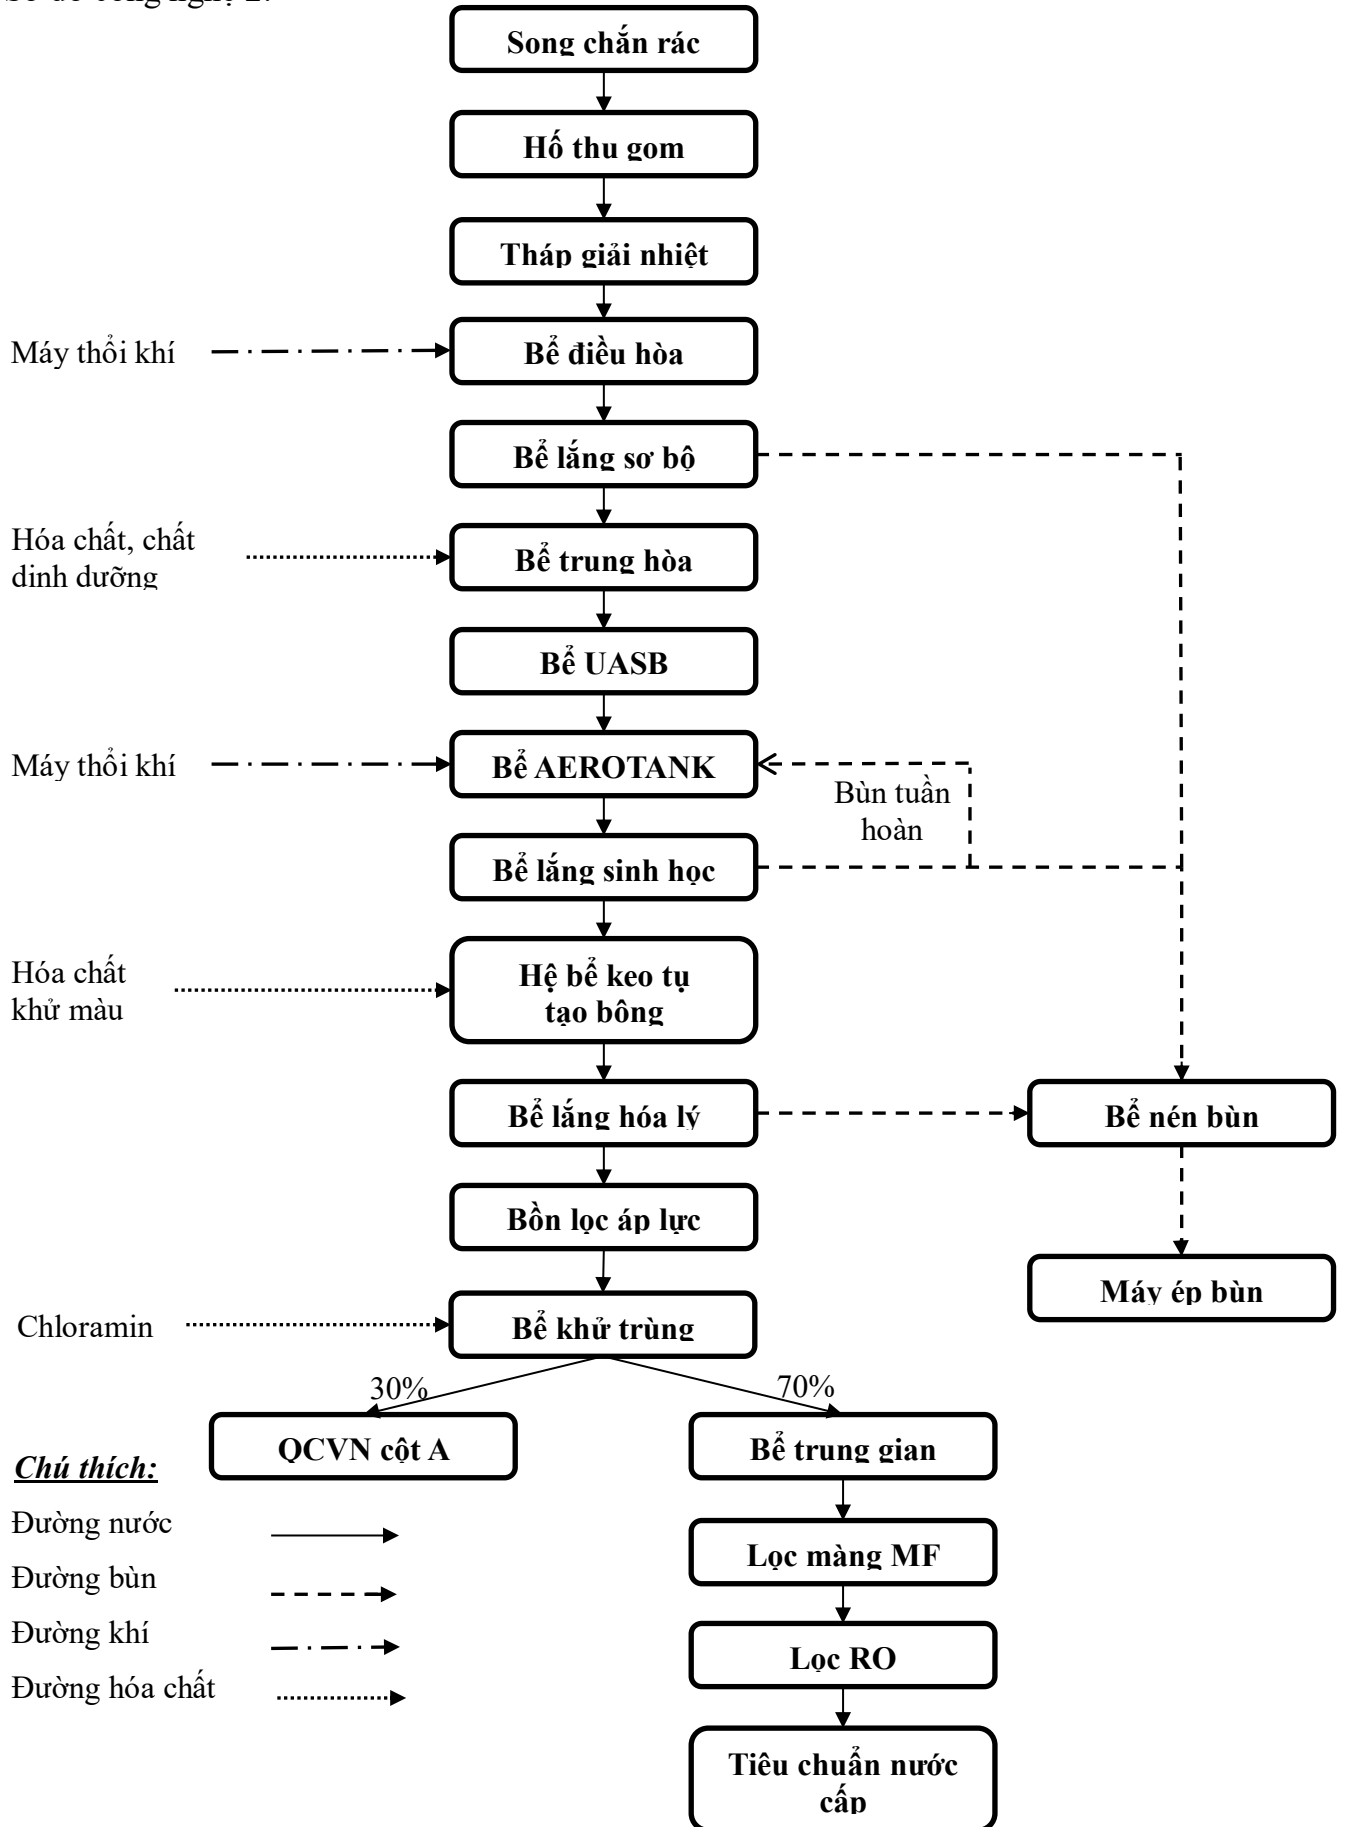 Sơ đồ công nghệ 2:
Song chắn rác
Hố thu gom
Tháp giải nhiệt
Máy thổi khí
Bể điều hòa
Bể lắng sơ bộ
Hóa chất, chất
dinh dưỡng
Bể trung hòa
Bể UASB
Máy thổi khí
Bể AEROTANK
Bùn tuần
hoàn
Bể lắng sinh học
Hóa chất
khử màu
Hệ bể keo tụ
tạo bông
Bể lắng hóa lý
Bể nén bùn
Bồn lọc áp lực
Máy ép bùn
Chloramin
Bể khử trùng
30%
70%
QCVN cột A
Bể trung gian
Chú thích:
Đường nước
Lọc màng MF
Đường bùn
Đường khí
Lọc RO
Đường hóa chất
Tiêu chuẩn nước
cấp